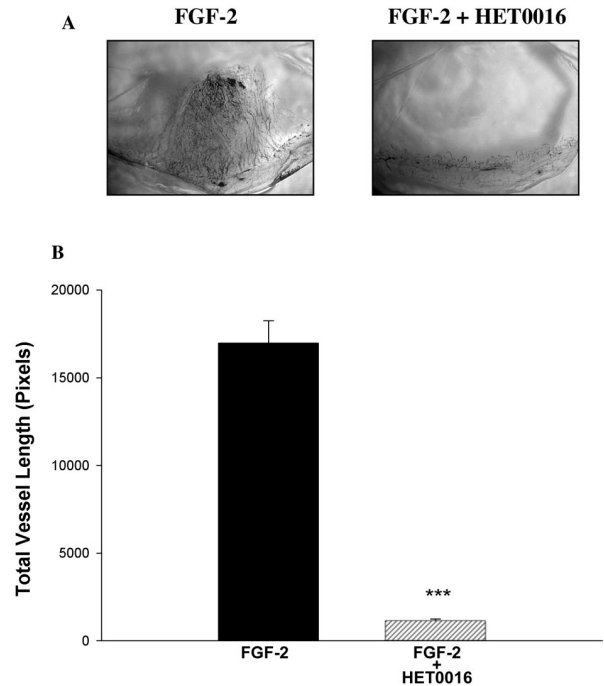 A
FGF-2
FGF-2 + HET0016
B
Total Vessel Length (Pixels)
20000
15000
10000
5000
0
***
FGF-2
FGF-2
+
HET0016